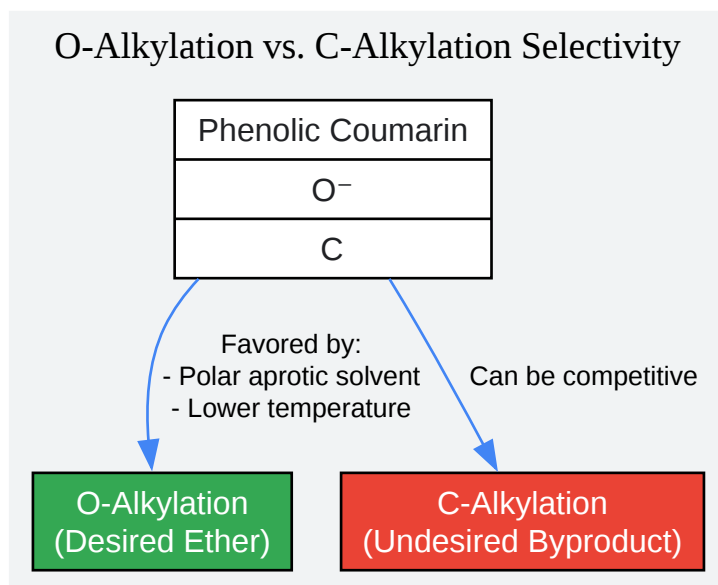 O-Alkylation vs. C-Alkylation Selectivity
Phenolic Coumarin
O⁻
C
Favored by:
- Polar aprotic solvent
- Lower temperature
Can be competitive
O-Alkylation
(Desired Ether)
C-Alkylation
(Undesired Byproduct)